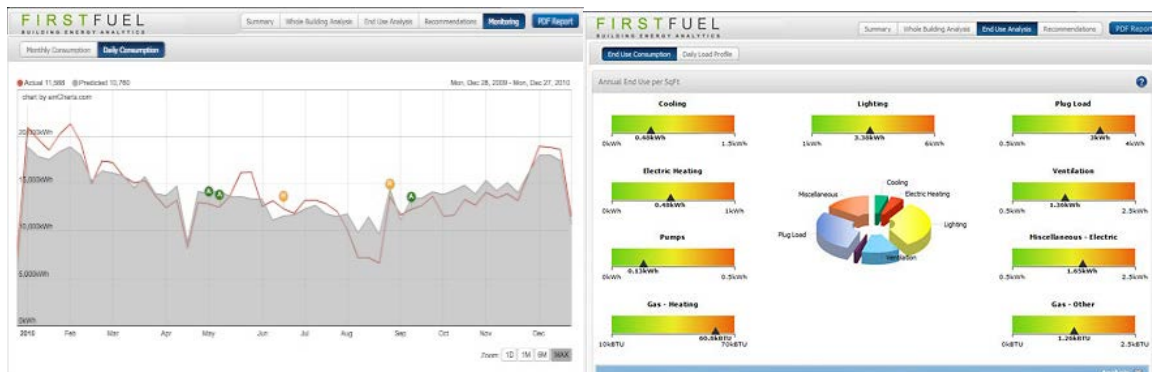 FIRSTFUEL
BUILDING ENERGY ANALYTICS
Summary Whole Building Analysis End Use Analysis Recommendations Monitoring PDF Report
Monthly Consumption Daily Consumption
Actual 11,566 Predicted 10,760
Mon, Dec 28, 2009 - Mon, Dec 27, 2010
chart by amCharts.com
20,000kWh
15,000kWh
10,000kWh
5,000kWh
0kWh
2010 Feb Mar Apr May Jun Jul Aug Sep Oct Nov Dec
Zoom: 1D 1M 6M MAX
FIRSTFUEL
BUILDING ENERGY ANALYTICS
Summary Whole Building Analysis End Use Analysis Recommendations PDF Report
End Use Consumption Daily Load Profile
Annual End Use per SqFt
?
Cooling
0.48kWh
0kWh 1.5kWh
Lighting
3.38kWh
1kWh 6kWh
Plug Load
3kWh
0.5kWh 4kWh
Electric Heating
0.48kWh
0kWh 1kWh
Ventilation
1.36kWh
0.5kWh 2.5kWh
Pumps
0.13kWh
0kWh 0.5kWh
Miscellaneous - Electric
1.65kWh
0.5kWh 2.5kWh
Gas - Heating
60.8kBTU
10kBTU 70kBTU
Gas - Other
1.26kBTU
0kBTU 2.5kBTU
Cooling
Electric Heating
Lighting
Ventilation
Plug Load
Miscellaneous